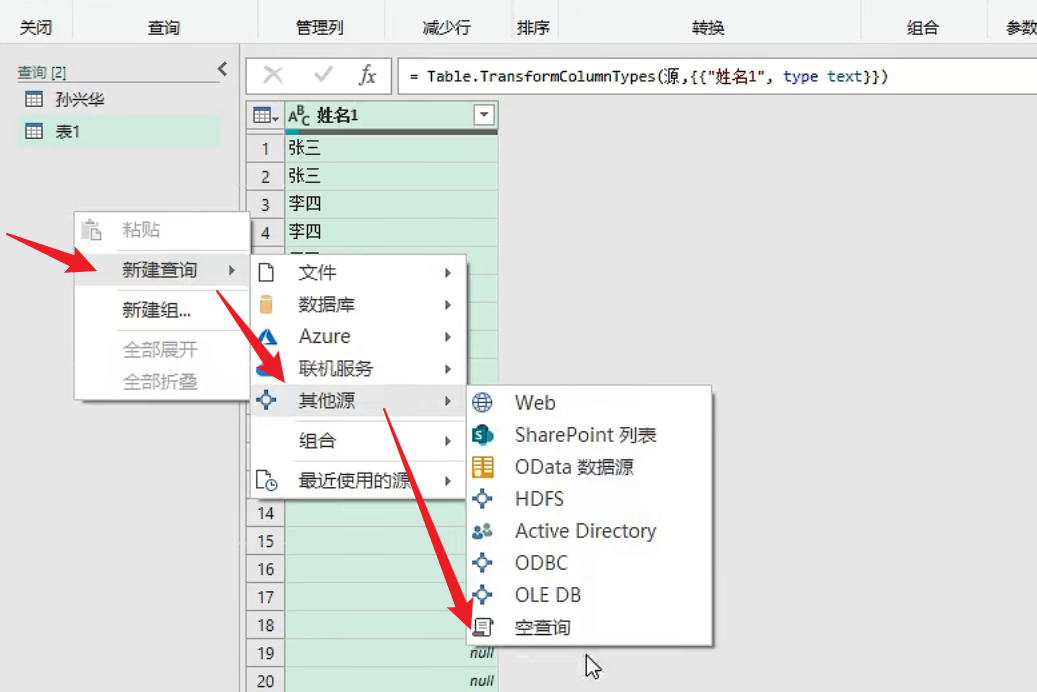 关闭 查询 管理列 减少行 排序 转换 组合 参数
查询 [2]
孙兴华
表1
fx = Table.TransformColumnTypes(源,{{"姓名1", type text}})
ABC 姓名1
1 张三
2 张三
3 李四
4 李四
粘贴
新建查询
新建组...
全部展开
全部折叠
文件
数据库
Azure
联机服务
其他源
组合
最近使用的源
Web
SharePoint 列表
OData 数据源
HDFS
Active Directory
ODBC
OLE DB
空查询
14
15
16
17
18
19 null
20 null